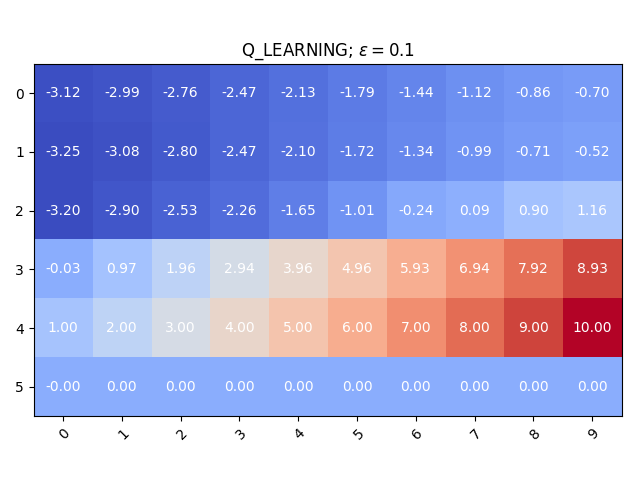 Q_LEARNING; ε = 0.1
0 -3.12 -2.99 -2.76 -2.47 -2.13 -1.79 -1.44 -1.12 -0.86 -0.70
1 -3.25 -3.08 -2.80 -2.47 -2.10 -1.72 -1.34 -0.99 -0.71 -0.52
2 -3.20 -2.90 -2.53 -2.26 -1.65 -1.01 -0.24 0.09 0.90 1.16
3 -0.03 0.97 1.96 2.94 3.96 4.96 5.93 6.94 7.92 8.93
4 1.00 2.00 3.00 4.00 5.00 6.00 7.00 8.00 9.00 10.00
5 -0.00 0.00 0.00 0.00 0.00 0.00 0.00 0.00 0.00 0.00
0 1 2 3 4 5 6 7 8 9